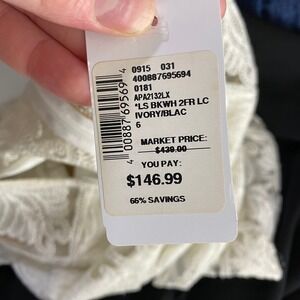 0915 031
400887695694
0181
APA2132LX
*LS BKWH 2FR LC
IVORY/BLAC
6
MARKET PRICE:
$439.00
YOU PAY:
$146.99
66% SAVINGS
4 00887 69569 4